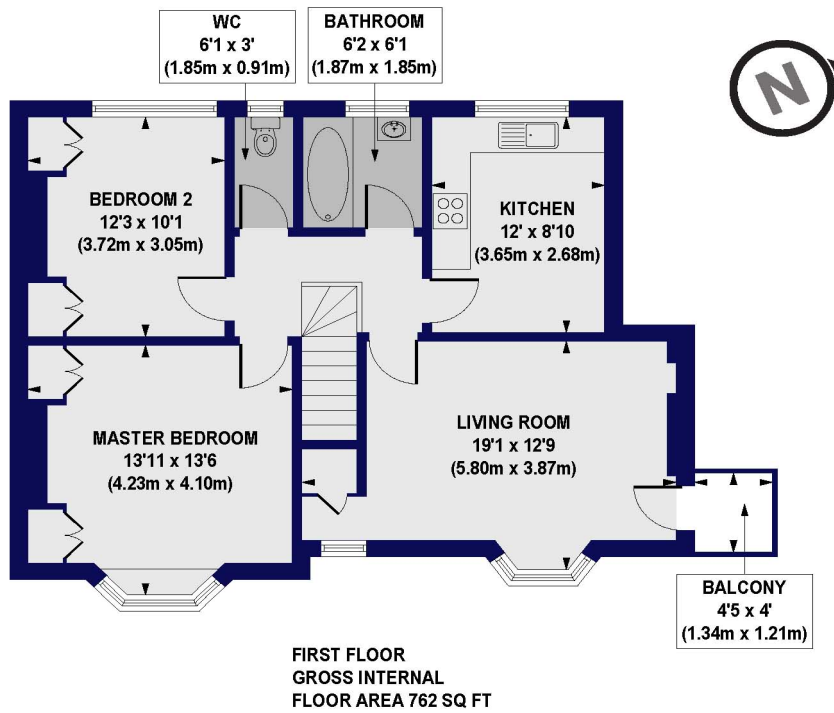 WC
6'1 x 3'
(1.85m x 0.91m)
BATHROOM
6'2 x 6'1
(1.87m x 1.85m)
N
BEDROOM 2
12'3 x 10'1
(3.72m x 3.05m)
KITCHEN
12' x 8'10
(3.65m x 2.68m)
MASTER BEDROOM
13'11 x 13'6
(4.23m x 4.10m)
LIVING ROOM
19'1 x 12'9
(5.80m x 3.87m)
BALCONY
4'5 x 4'
(1.34m x 1.21m)
FIRST FLOOR
GROSS INTERNAL
FLOOR AREA 762 SQ FT